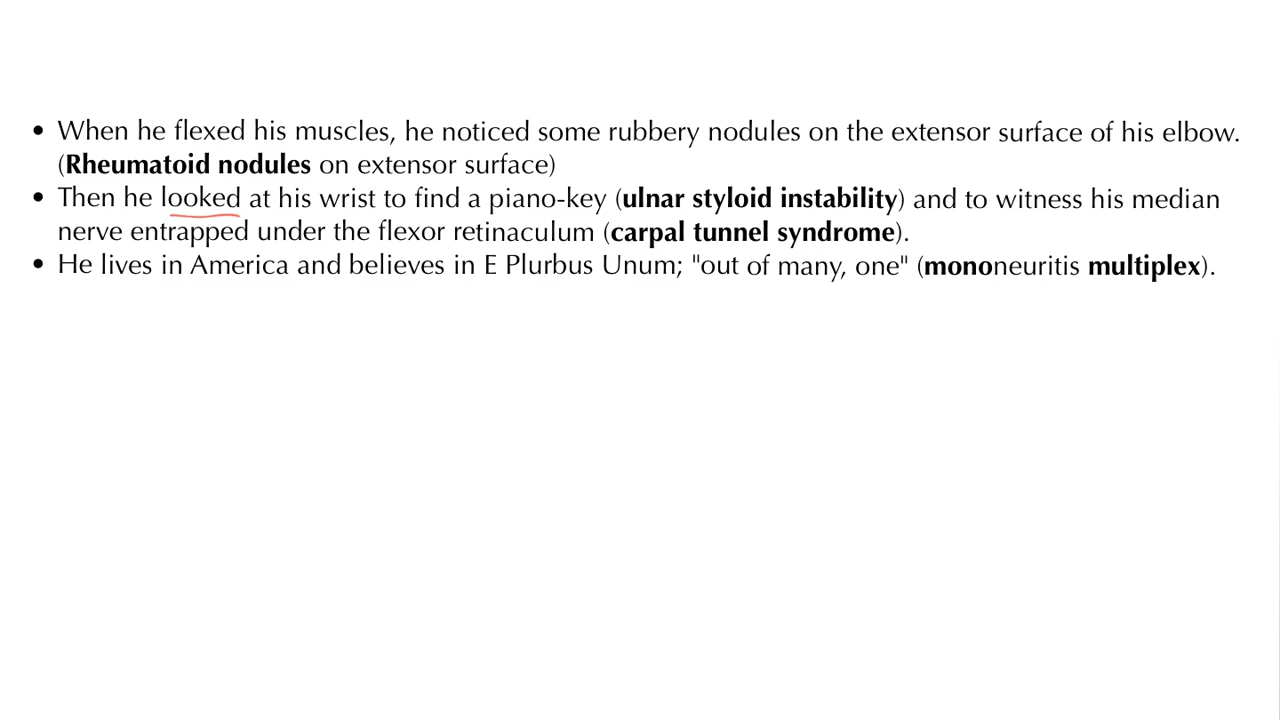 • When he flexed his muscles, he noticed some rubbery nodules on the extensor surface of his elbow.
(Rheumatoid nodules on extensor surface)
• Then he looked at his wrist to find a piano-key (ulnar styloid instability) and to witness his median
nerve entrapped under the flexor retinaculum (carpal tunnel syndrome).
• He lives in America and believes in E Plurbus Unum; "out of many, one" (mononeuritis multiplex).